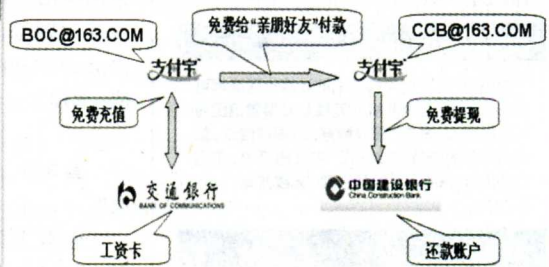 BOC@163.COM
免费给“亲朋好友”付款
CCB@163.COM
支付宝
支付宝
免费充值
免费提现
交通银行
BANK OF COMMUNICATIONS
中国建设银行
China Construction Bank
工资卡
还款账户